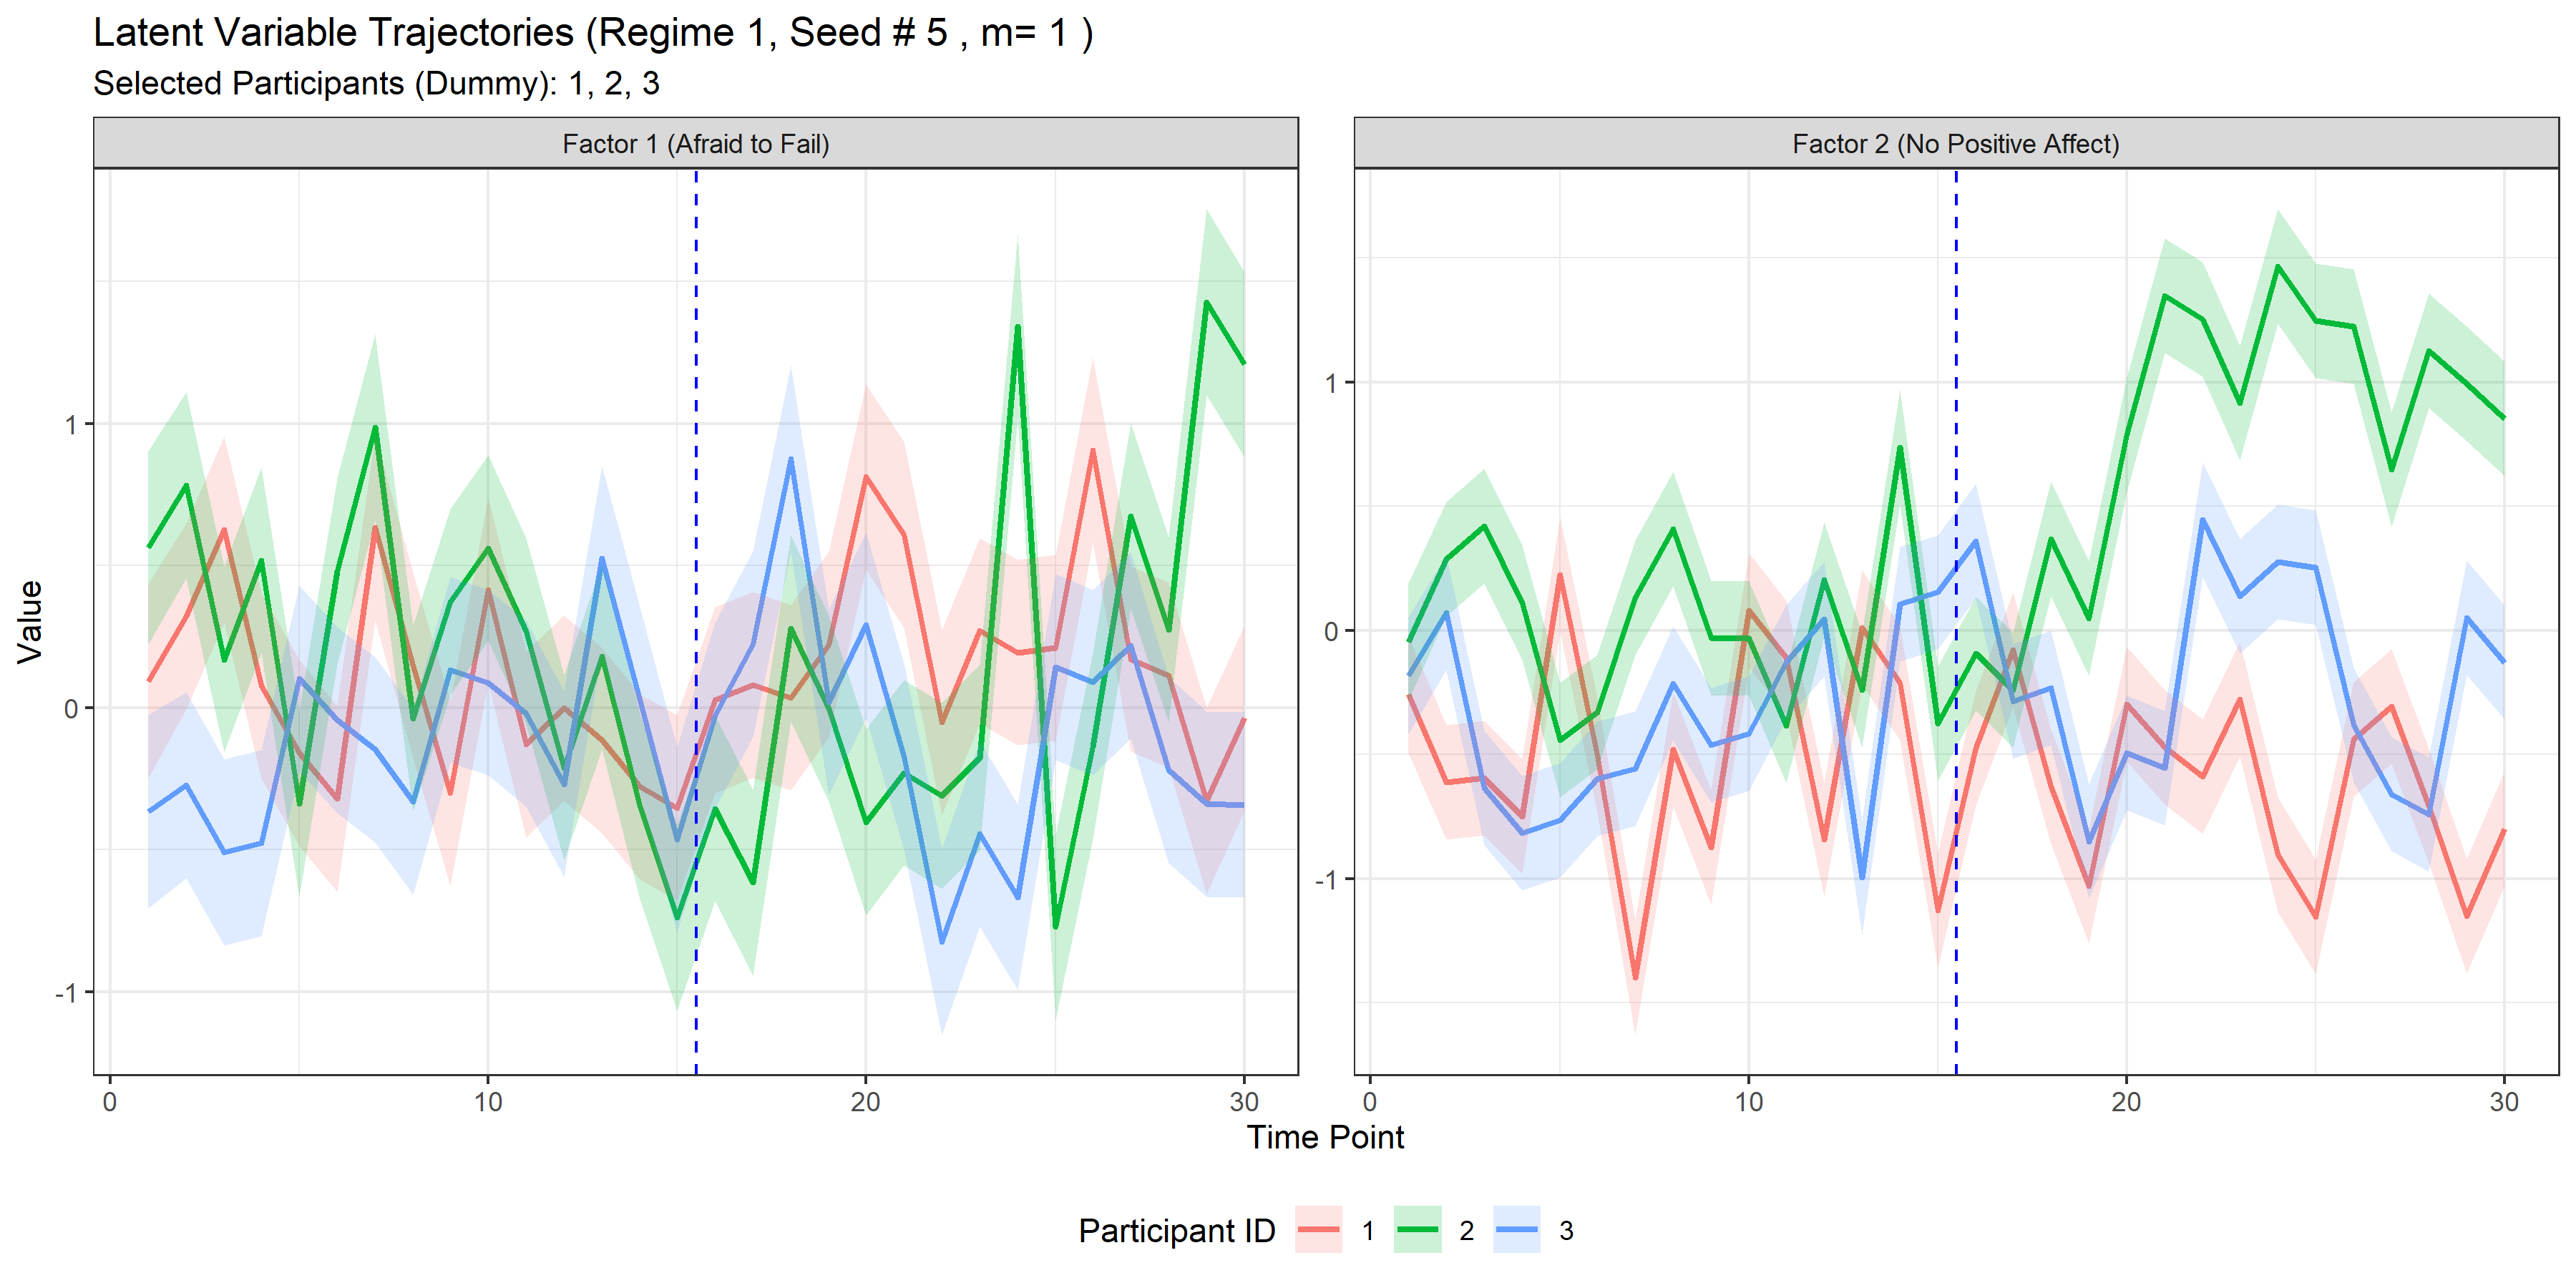 Latent Variable Trajectories (Regime 1, Seed # 5 , m= 1 )
Selected Participants (Dummy): 1, 2, 3
Factor 1 (Afraid to Fail)
Factor 2 (No Positive Affect)
Value
1
0
-1
1
0
-1
0 10 20 30
0 10 20 30
Time Point
Participant ID 1 2 3